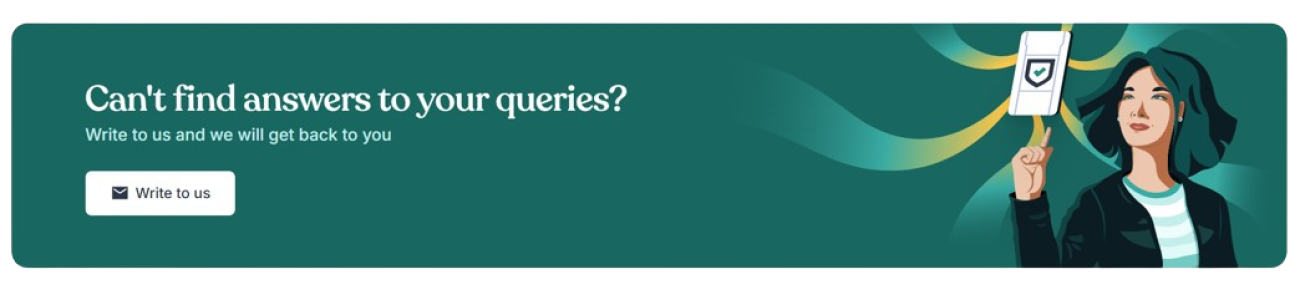 Can't find answers to your queries?
Write to us and we will get back to you
Write to us